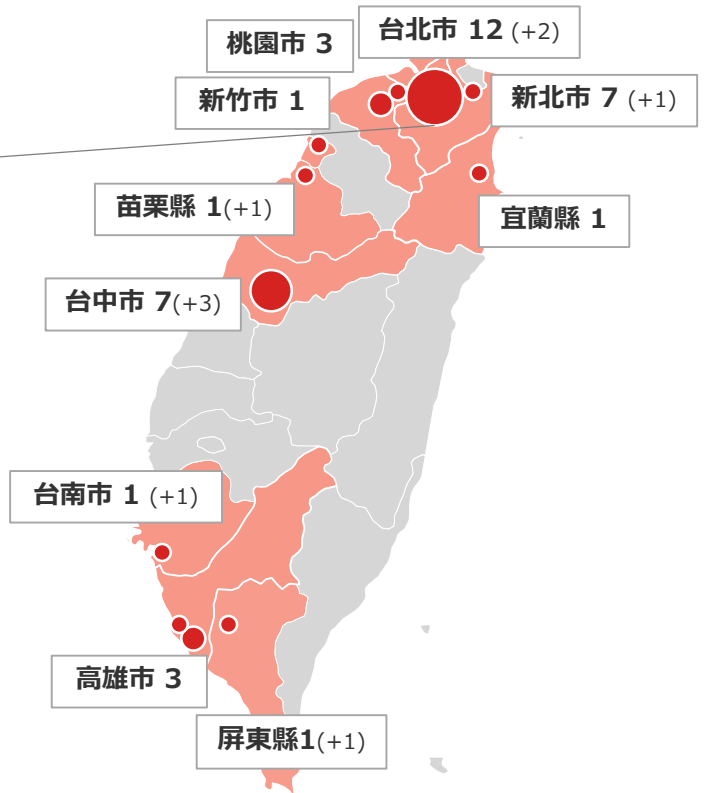 桃園市 3
台北市 12 (+2)
新竹市 1
新北市 7 (+1)
苗栗縣 1(+1)
宜蘭縣 1
台中市 7(+3)
台南市 1 (+1)
高雄市 3
屏東縣1(+1)